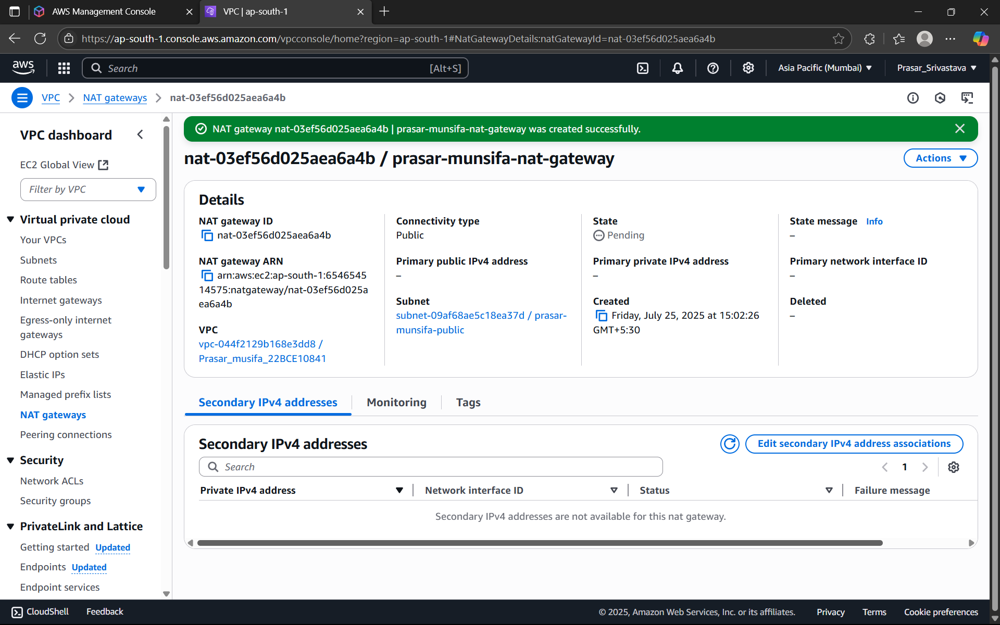 AWS Management Console
VPC | ap-south-1
https://ap-south-1.console.aws.amazon.com/vpcconsole/home?region=ap-south-1#NatGatewayDetails:natGatewayId=nat-03ef56d025aea6a4b
aws
Search
[Alt+S]
Asia Pacific (Mumbai)
Prasar_Srivastava
VPC
NAT gateways
nat-03ef56d025aea6a4b
VPC dashboard
EC2 Global View
Filter by VPC
Virtual private cloud
Your VPCs
Subnets
Route tables
Internet gateways
Egress-only internet
gateways
DHCP option sets
Elastic IPs
Managed prefix lists
NAT gateways
Peering connections
Security
Network ACLs
Security groups
PrivateLink and Lattice
Getting started Updated
Endpoints Updated
Endpoint services
NAT gateway nat-03ef56d025aea6a4b | prasar-munsifa-nat-gateway was created successfully.
nat-03ef56d025aea6a4b / prasar-munsifa-nat-gateway
Actions
Details
NAT gateway ID
nat-03ef56d025aea6a4b
NAT gateway ARN
arn:aws:ec2:ap-south-1:6546545
14575:natgateway/nat-03ef56d025a
ea6a4b
VPC
vpc-044f2129b168e3dd8 /
Prasar_musifa_22BCE10841
Connectivity type
Public
Primary public IPv4 address
–
Subnet
subnet-09af68ae5c18ea37d / prasar-
munsifa-public
State
Pending
Primary private IPv4 address
–
Created
Friday, July 25, 2025 at 15:02:26
GMT+5:30
State message Info
–
Primary network interface ID
–
Deleted
–
Secondary IPv4 addresses
Monitoring
Tags
Secondary IPv4 addresses
Edit secondary IPv4 address associations
Search
1
Private IPv4 address
Network interface ID
Status
Failure message
Secondary IPv4 addresses are not available for this nat gateway.
CloudShell
Feedback
© 2025, Amazon Web Services, Inc. or its affiliates.
Privacy
Terms
Cookie preferences